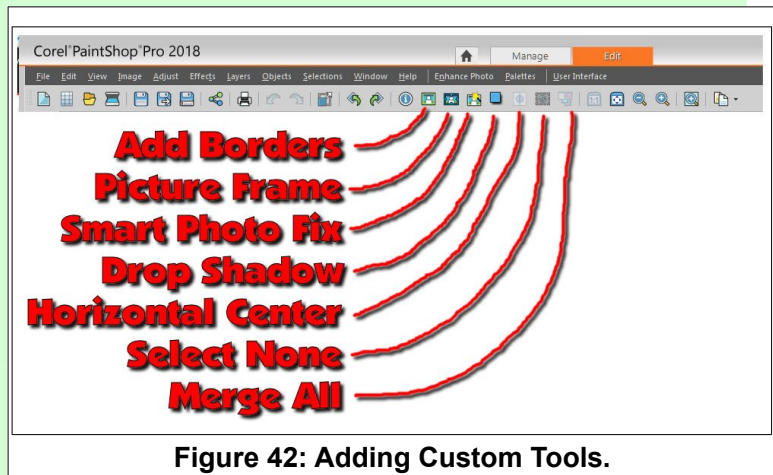 Corel®PaintShop®Pro 2018
Manage Edit
File Edit View Image Adjust Effects Layers Objects Selections Window Help Enhance Photo Palettes User Interface
1:1
Add Borders
Picture Frame
Smart Photo Fix
Drop Shadow
Horizontal Center
Select None
Merge All
Figure 42: Adding Custom Tools.